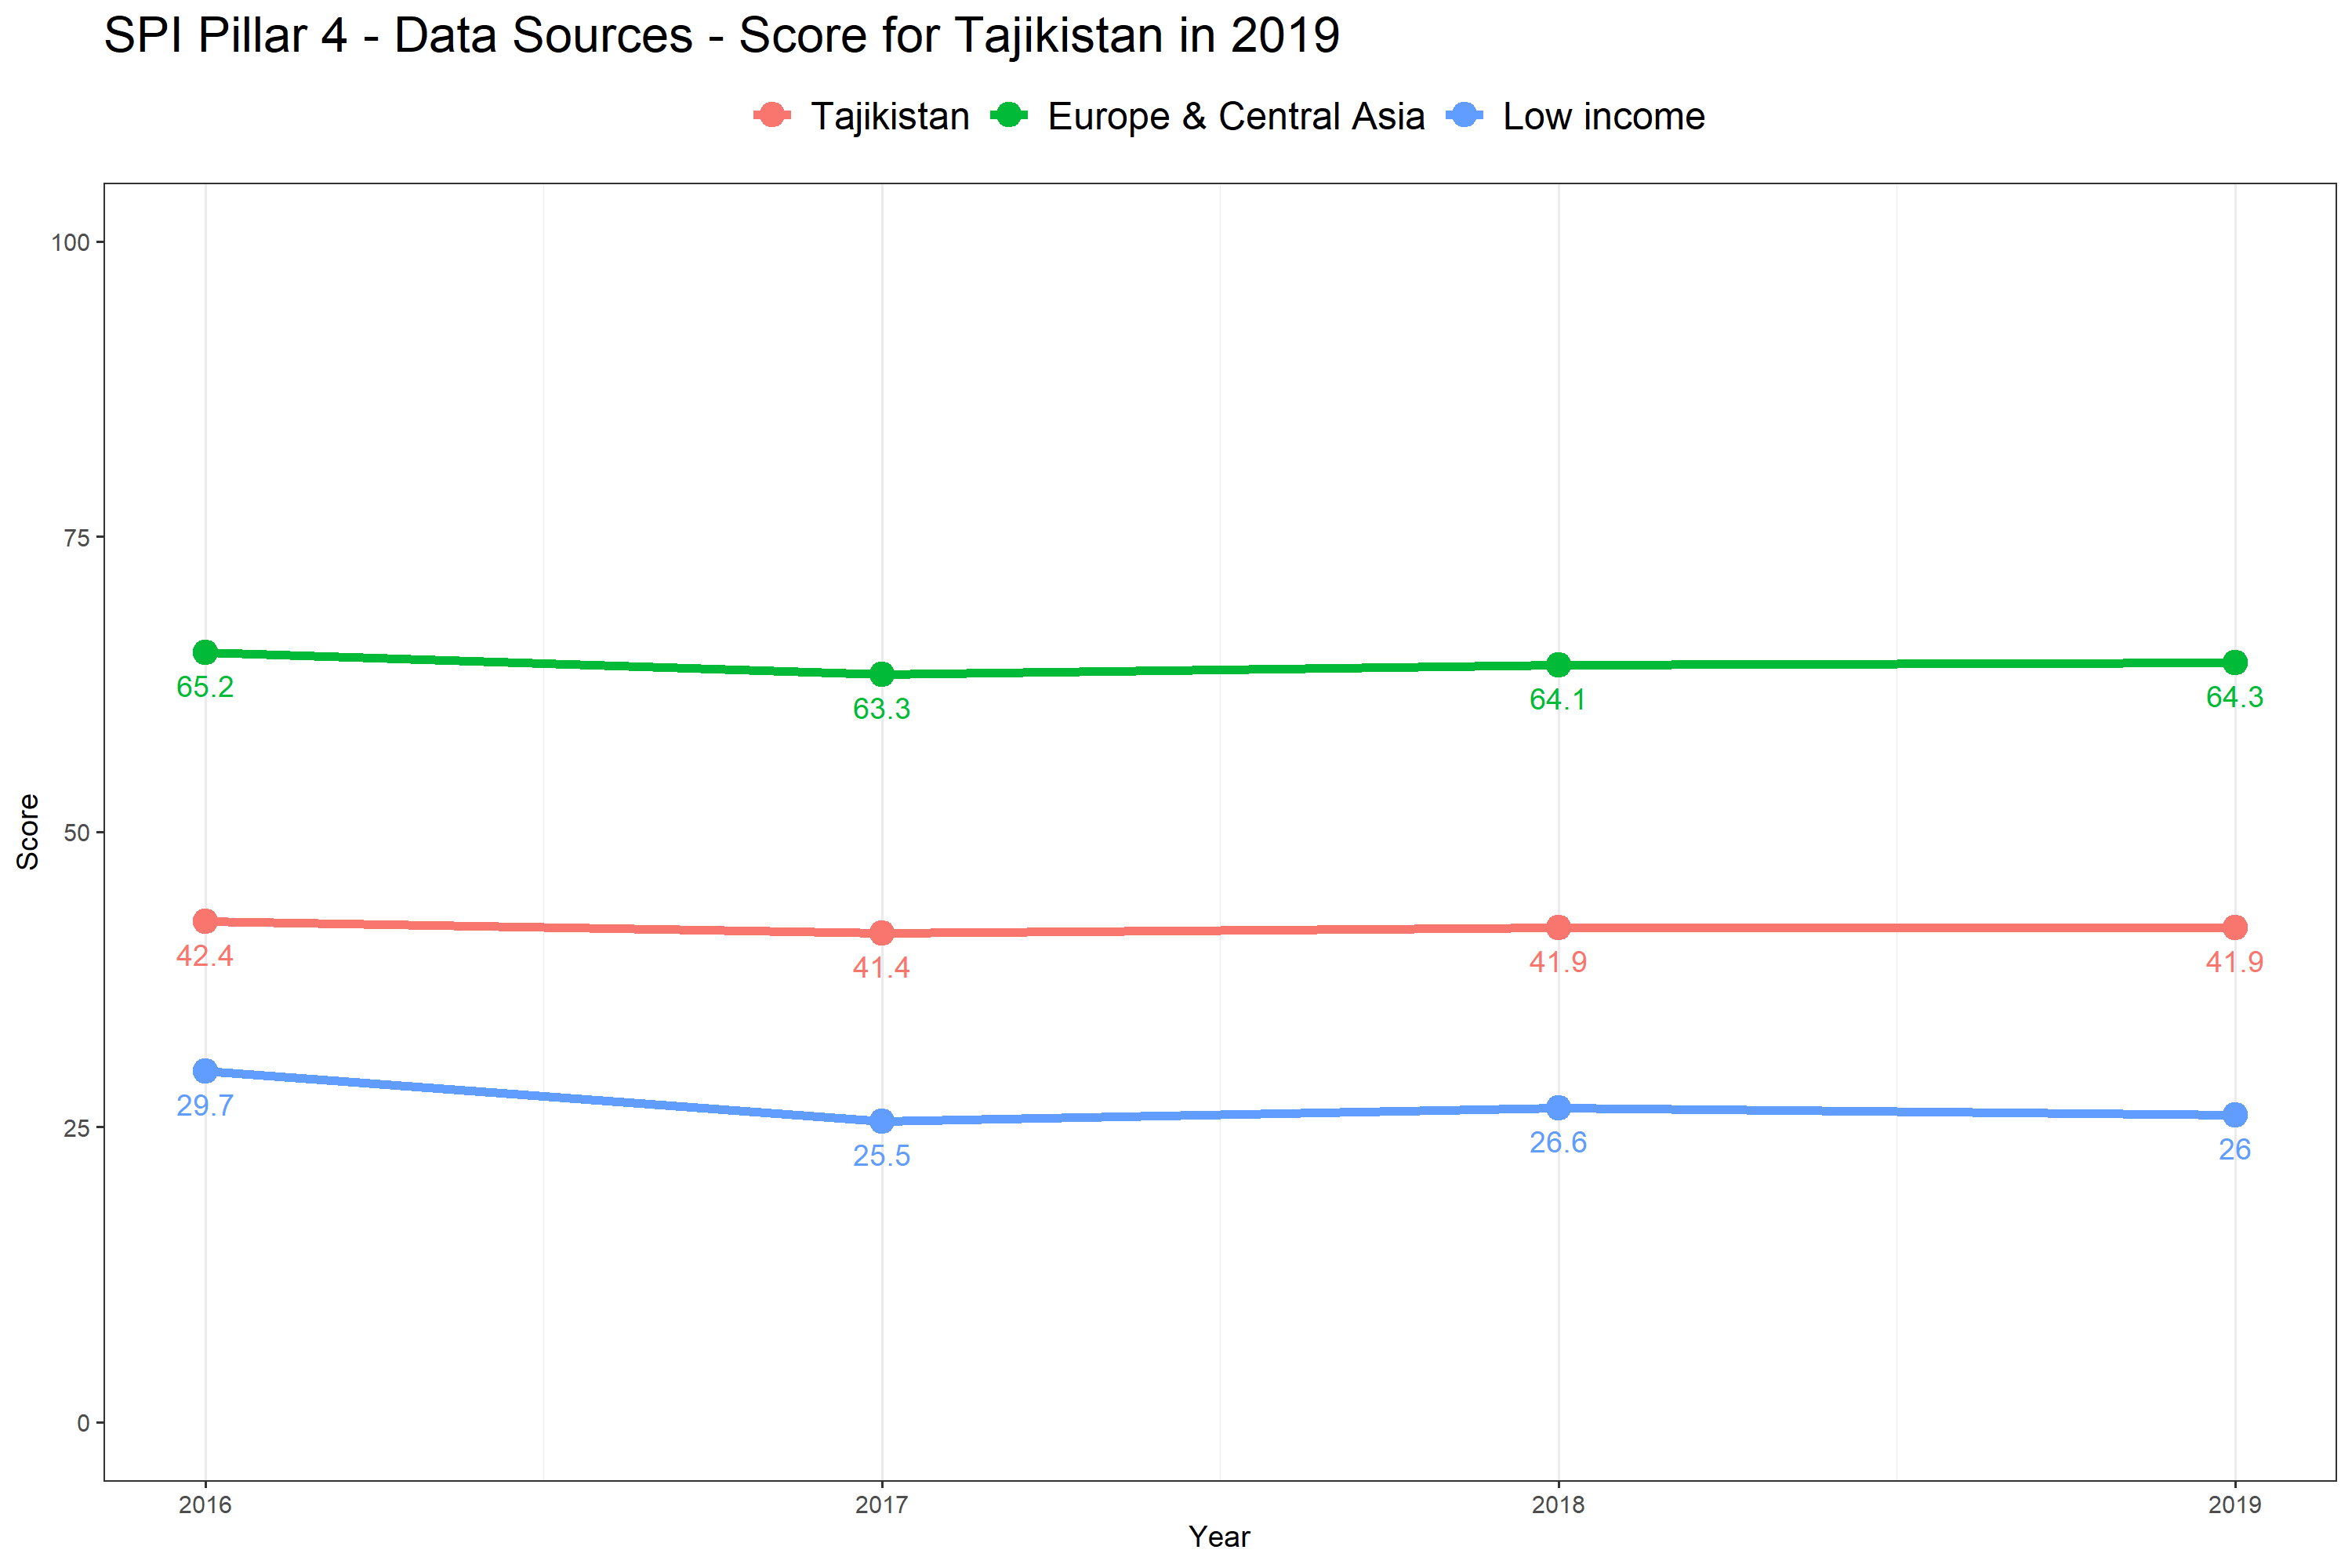 SPI Pillar 4 - Data Sources - Score for Tajikistan in 2019
Tajikistan Europe & Central Asia Low income
100
75
50
25
0
Score
65.2 63.3 64.1 64.3
42.4 41.4 41.9 41.9
29.7 25.5 26.6 26
2016 2017 2018 2019
Year